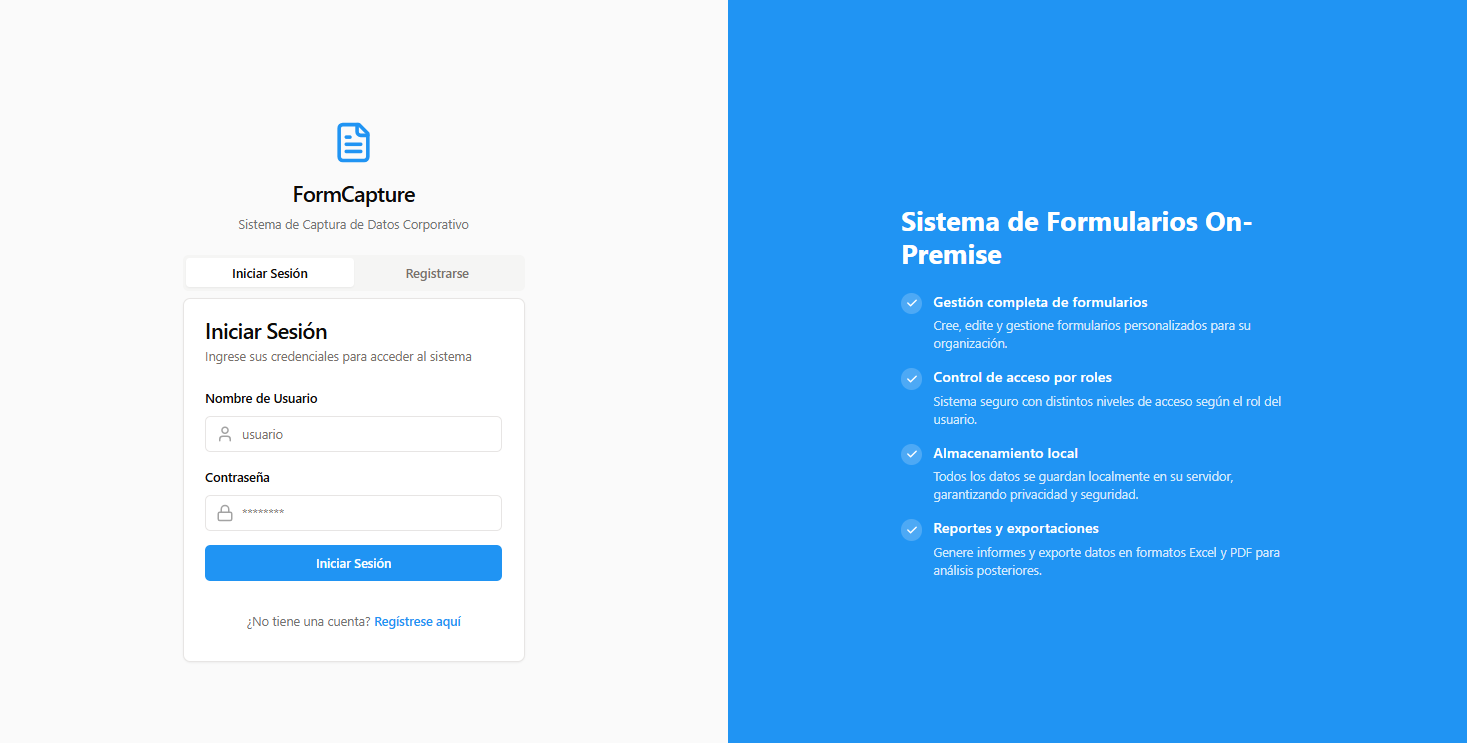 FormCapture
Sistema de Captura de Datos Corporativo
Iniciar Sesión
Registrarse
Iniciar Sesión
Ingrese sus credenciales para acceder al sistema
Nombre de Usuario
usuario
Contraseña
********
Iniciar Sesión
¿No tiene una cuenta? Regístrese aquí
Sistema de Formularios On-
Premise
Gestión completa de formularios
Cree, edite y gestione formularios personalizados para su
organización.
Control de acceso por roles
Sistema seguro con distintos niveles de acceso según el rol del
usuario.
Almacenamiento local
Todos los datos se guardan localmente en su servidor,
garantizando privacidad y seguridad.
Reportes y exportaciones
Genere informes y exporte datos en formatos Excel y PDF para
análisis posteriores.